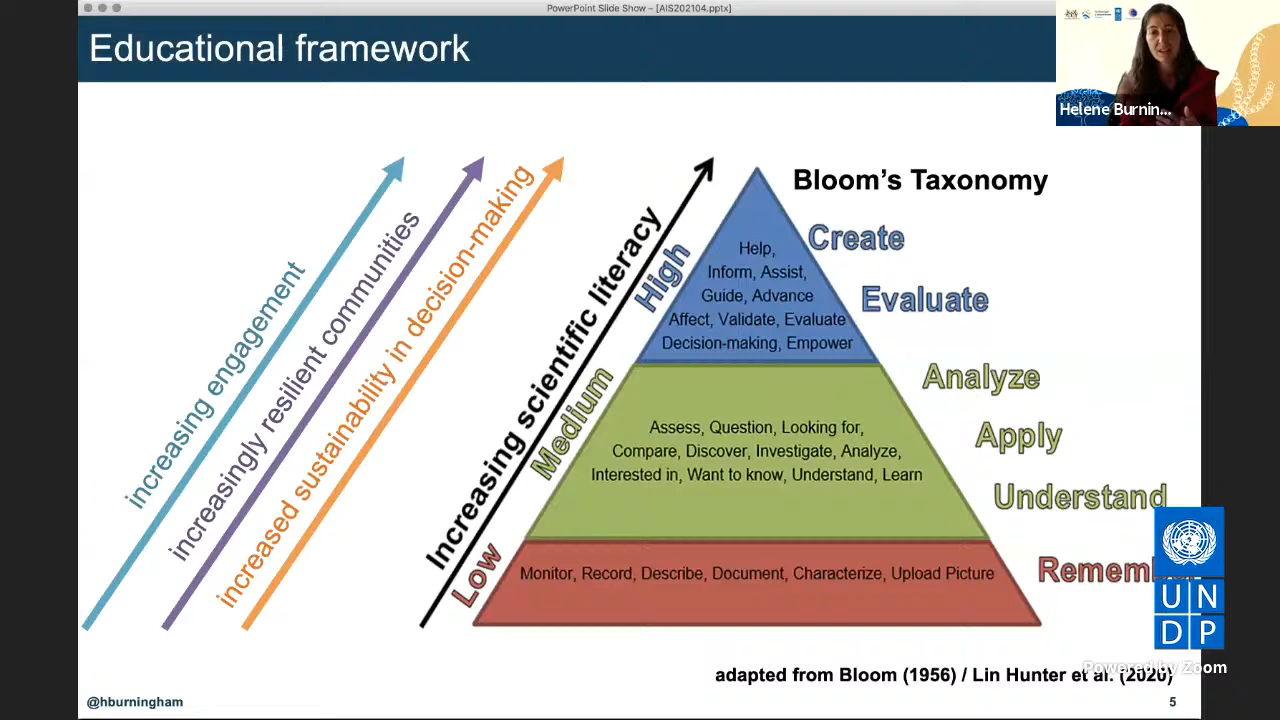 PowerPoint Slide Show – [AIS202104.pptx]
Educational framework
Helene Burnin...
increasing engagement
increasingly resilient communities
increased sustainability in decision-making
Increasing scientific literacy
High
Medium
Low
Bloom's Taxonomy
Help,
Inform, Assist,
Guide, Advance
Affect, Validate, Evaluate
Decision-making, Empower
Assess, Question, Looking for,
Compare, Discover, Investigate, Analyze,
Interested in, Want to know, Understand, Learn
Monitor, Record, Describe, Document, Characterize, Upload Picture
Create
Evaluate
Analyze
Apply
Understand
Rememb
U N
D P
adapted from Bloom (1956) / Lin Hunter et al. (2020)
Powered by Zoom
@hburningham
5